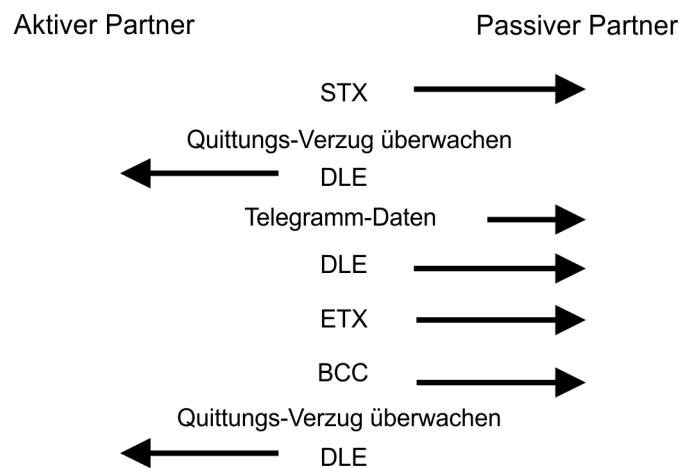 Aktiver Partner Passiver Partner
STX
Quittungs-Verzug überwachen
DLE
Telegramm-Daten
DLE
ETX
BCC
Quittungs-Verzug überwachen
DLE